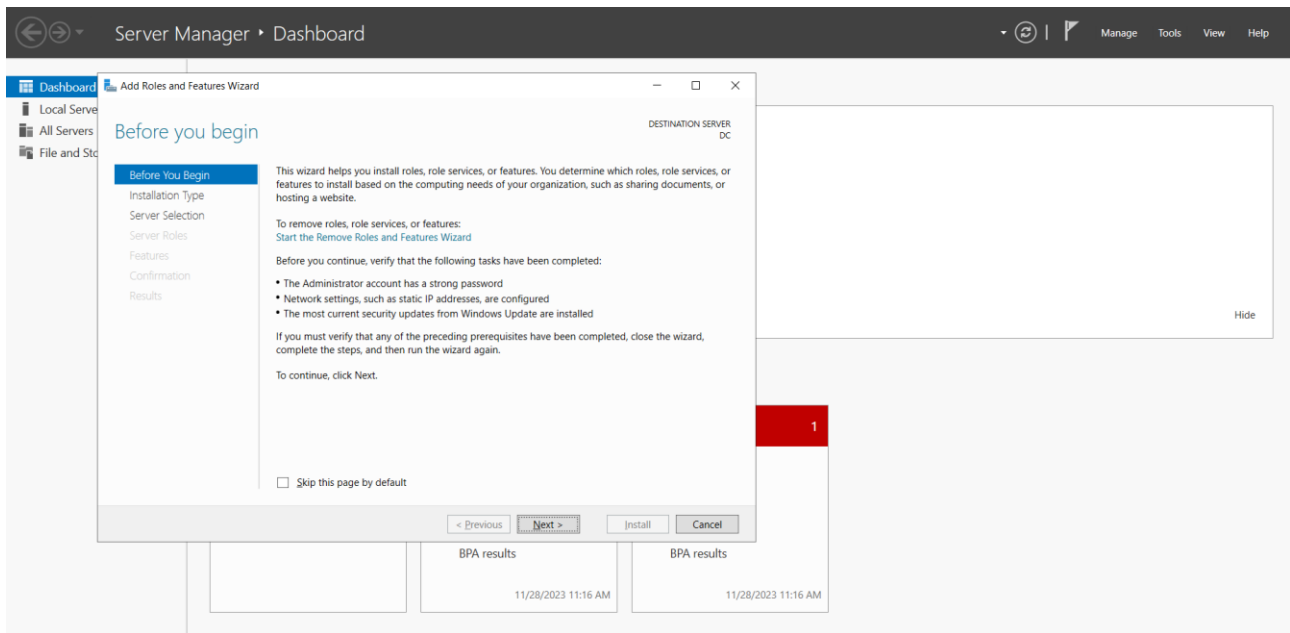 Server Manager ‣ Dashboard
Manage Tools View Help
Dashboard
Local Serve
All Servers
File and Sto
Add Roles and Features Wizard
Before you begin
DESTINATION SERVER
DC
Before You Begin
Installation Type
Server Selection
Server Roles
Features
Confirmation
Results
This wizard helps you install roles, role services, or features. You determine which roles, role services, or
features to install based on the computing needs of your organization, such as sharing documents, or
hosting a website.
To remove roles, role services, or features:
Start the Remove Roles and Features Wizard
Before you continue, verify that the following tasks have been completed:
• The Administrator account has a strong password
• Network settings, such as static IP addresses, are configured
• The most current security updates from Windows Update are installed
If you must verify that any of the preceding prerequisites have been completed, close the wizard,
complete the steps, and then run the wizard again.
To continue, click Next.
Skip this page by default
< Previous Next > Install Cancel
Hide
1
BPA results
11/28/2023 11:16 AM
BPA results
11/28/2023 11:16 AM